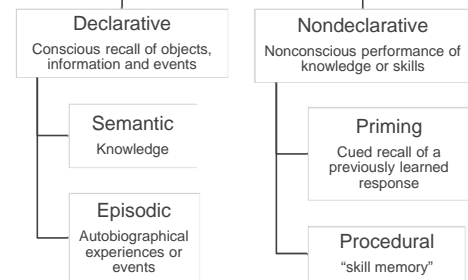 Declarative
Conscious recall of objects,
information and events
Semantic
Knowledge
Episodic
Autobiographical
experiences or
events
Nondeclarative
Nonconscious performance of
knowledge or skills
Priming
Cued recall of a
previously learned
response
Procedural
“skill memory”